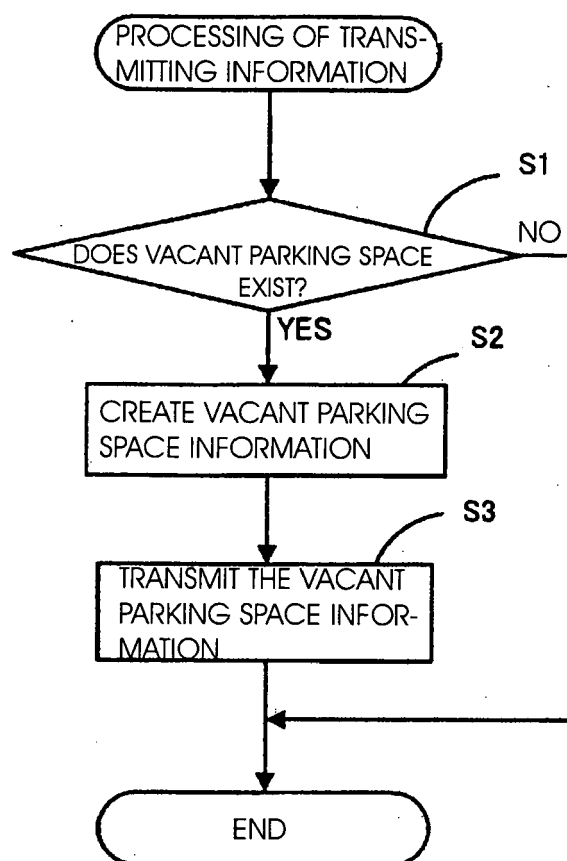 PROCESSING OF TRANS-
MITTING INFORMATION
S1
NO
DOES VACANT PARKING SPACE
EXIST?
YES
S2
CREATE VACANT PARKING
SPACE INFORMATION
S3
TRANSMIT THE VACANT
PARKING SPACE INFOR-
MATION
END